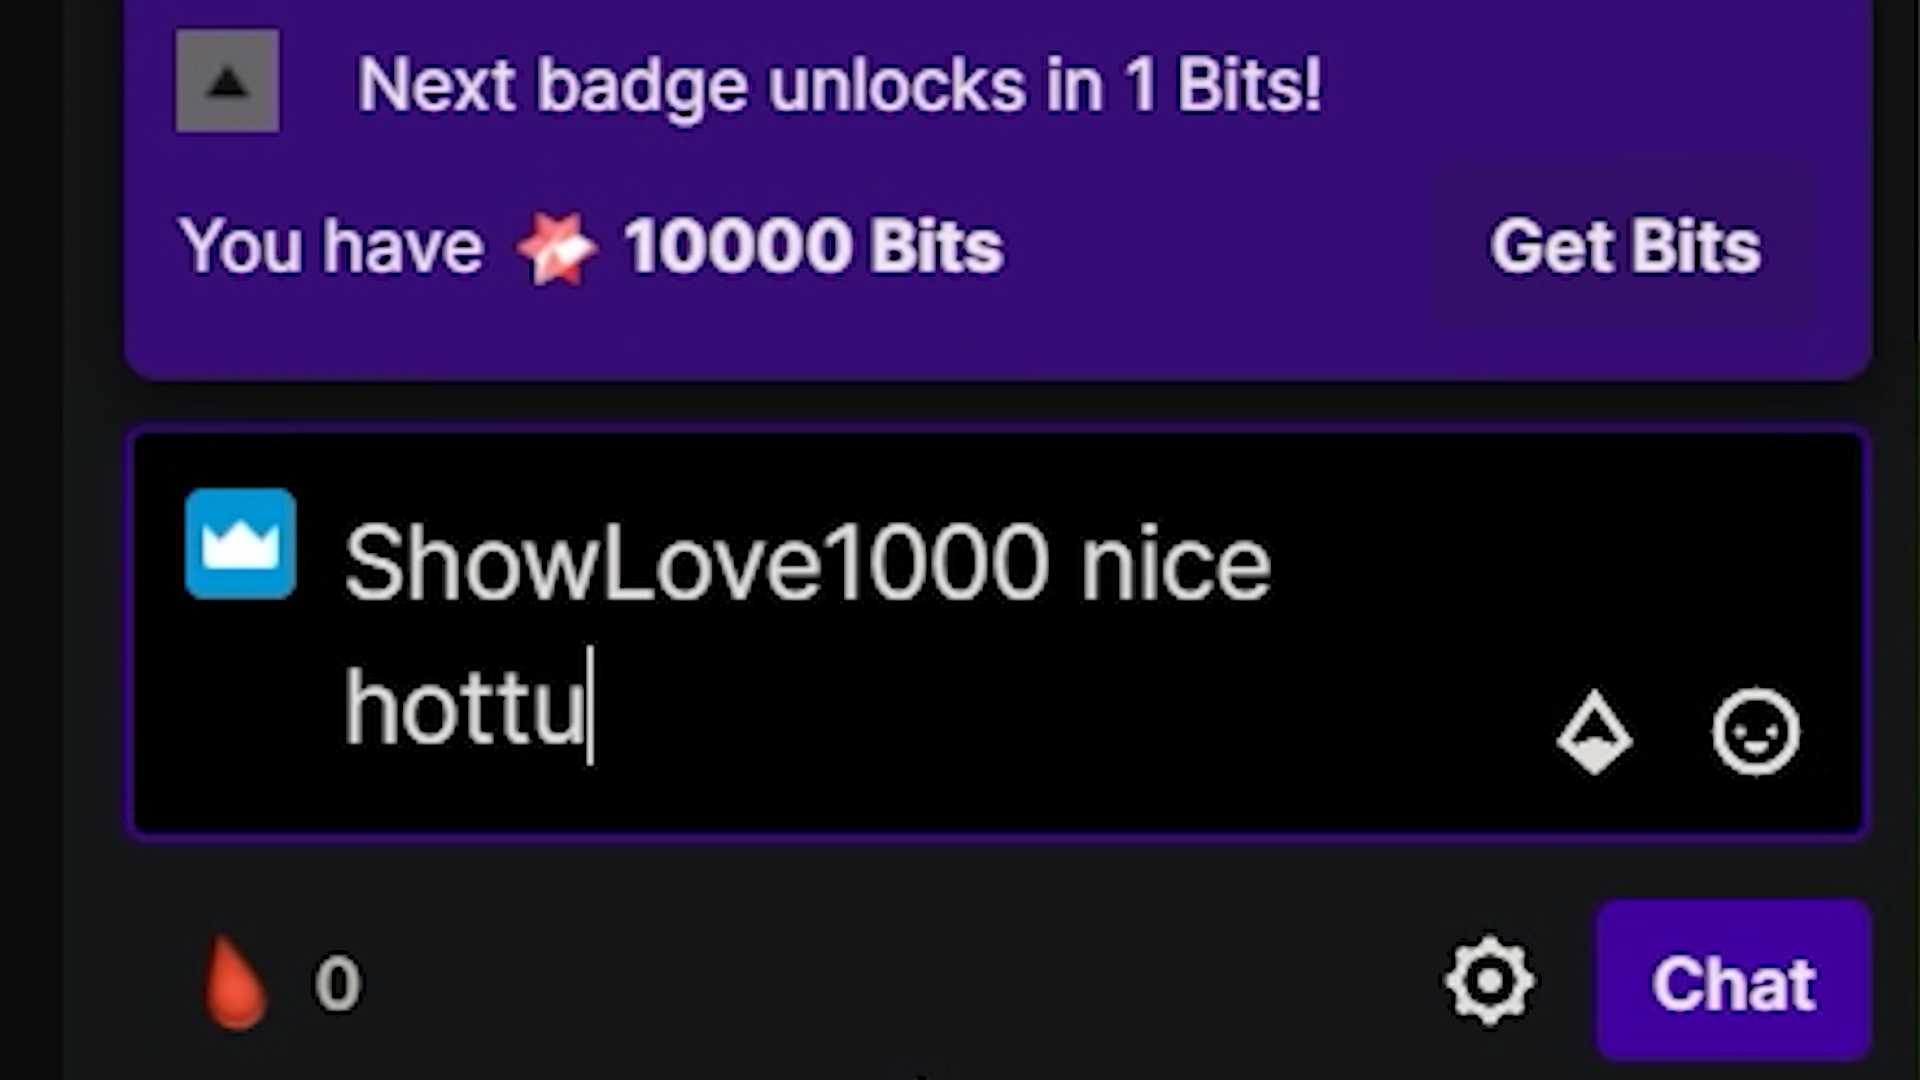 Next badge unlocks in 1 Bits!
You have 10000 Bits
Get Bits
ShowLove1000 nice
hottu
0
Chat